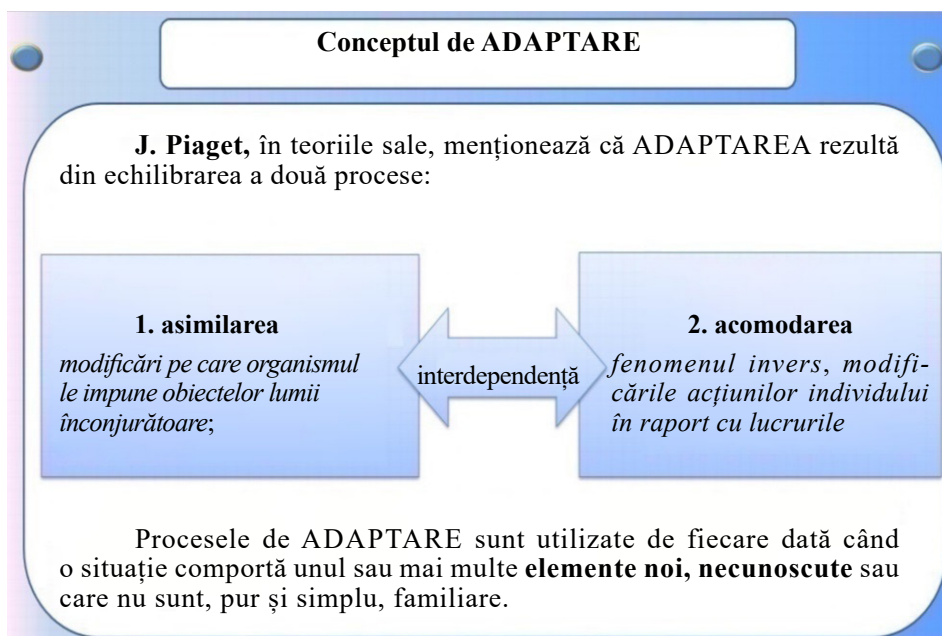 Conceptul de ADAPTARE
J. Piaget, în teoriile sale, menționează că ADAPTAREA rezultă
din echilibrarea a două procese:
1. asimilarea
modificări pe care organismul
le impune obiectelor lumii
înconjurătoare;
interdependență
2. acomodarea
fenomenul invers, modifi-
cările acțiunilor individului
în raport cu lucrurile
Procesele de ADAPTARE sunt utilizate de fiecare dată când
o situație comportă unul sau mai multe elemente noi, necunoscute sau
care nu sunt, pur și simplu, familiare.